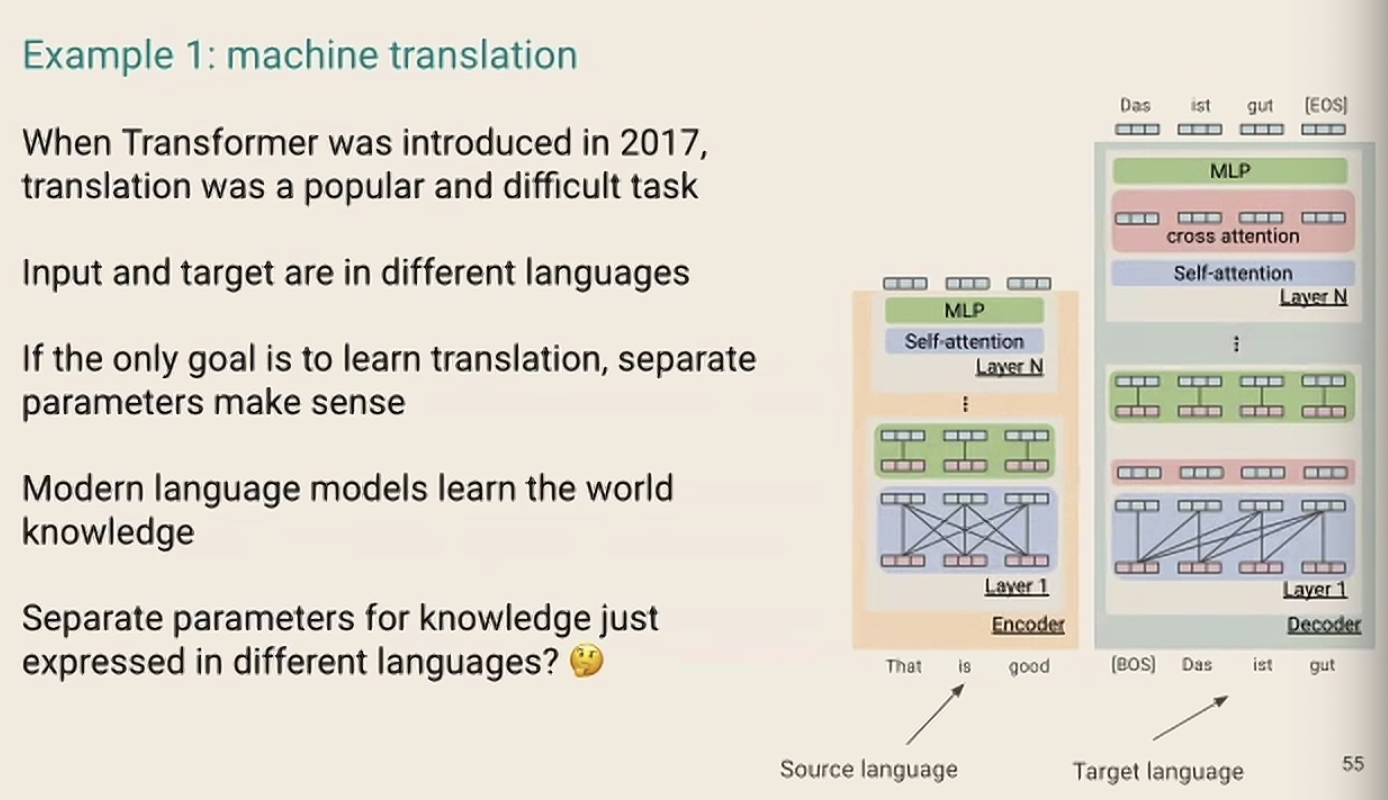 Example 1: machine translation
When Transformer was introduced in 2017,
translation was a popular and difficult task
Input and target are in different languages
If the only goal is to learn translation, separate
parameters make sense
Modern language models learn the world
knowledge
Separate parameters for knowledge just
expressed in different languages? 🤔
MLP
Self-attention
Layer N
⋮
Layer 1
Encoder
That is good
Source language
Das ist gut [EOS]
MLP
cross attention
Self-attention
Layer N
⋮
Layer 1
Decoder
[BOS] Das ist gut
Target language
55